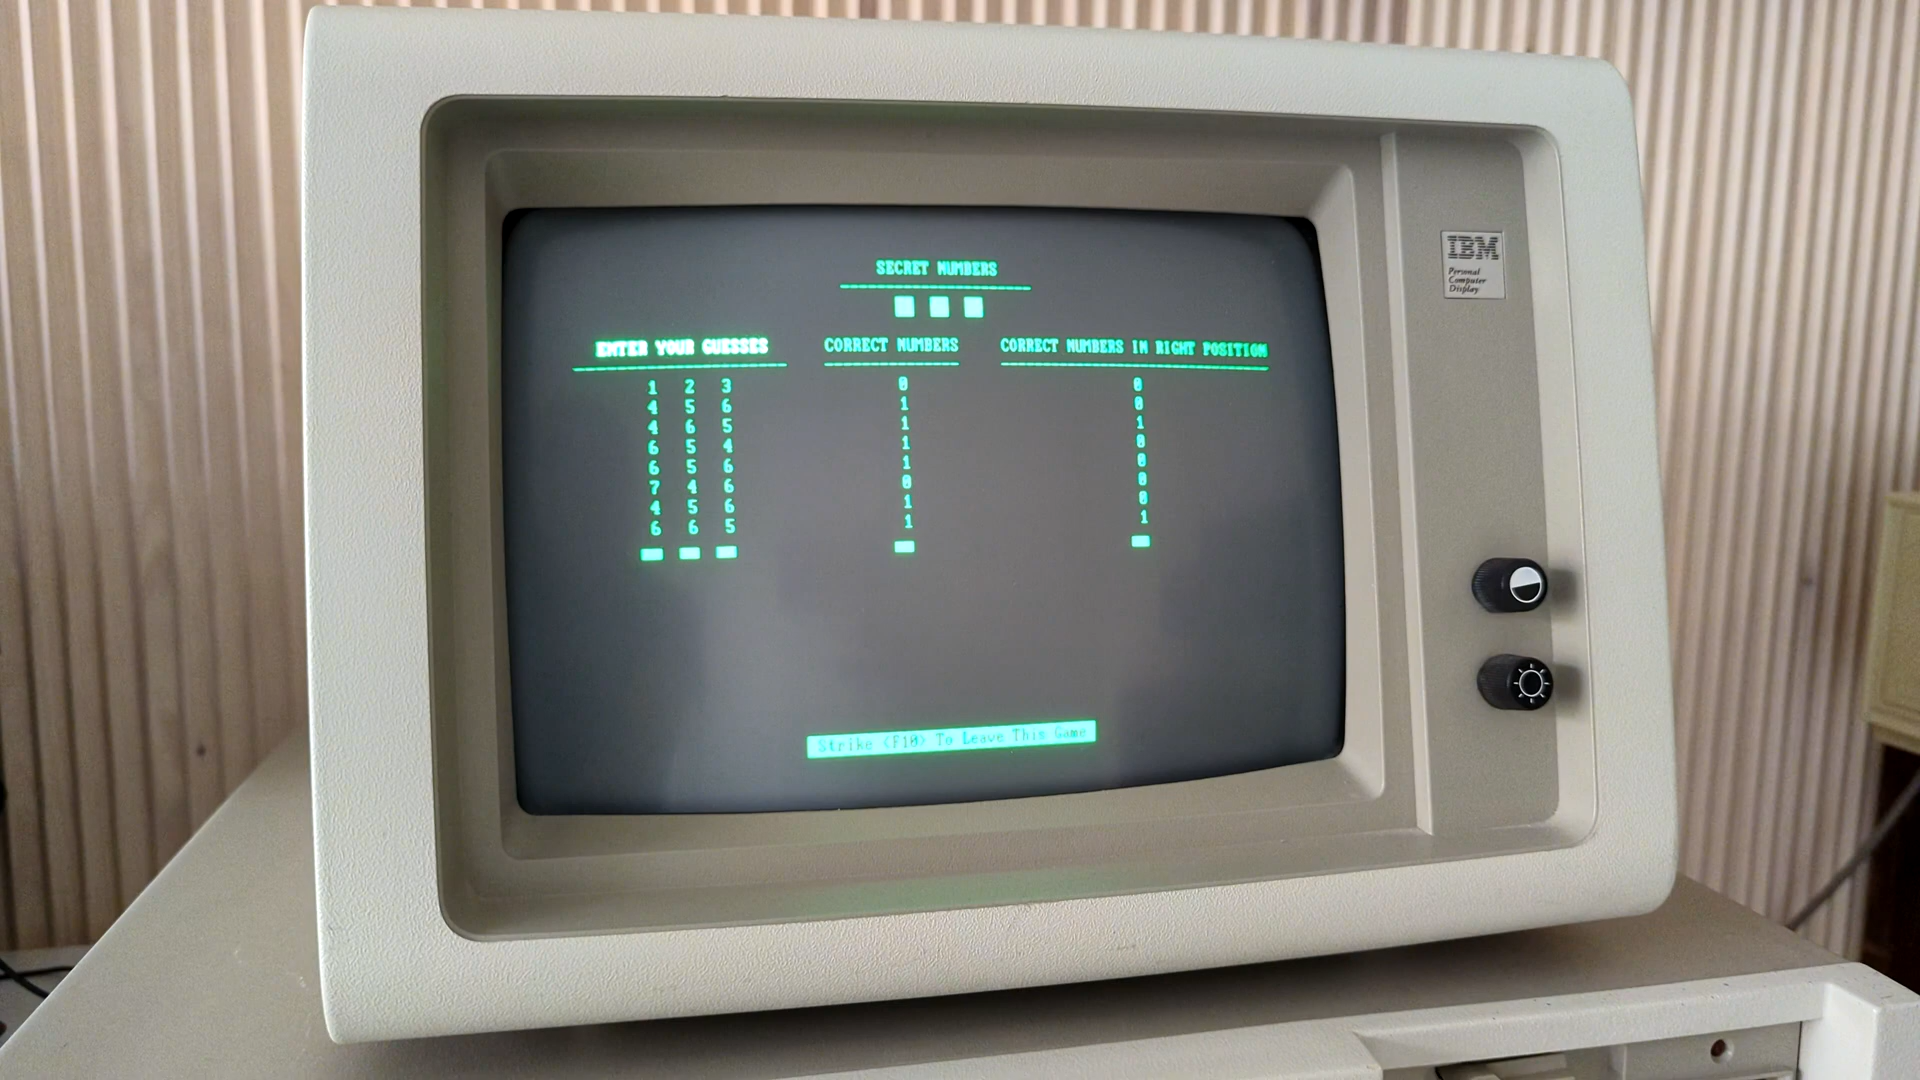 SECRET NUMBERS
ENTER YOUR GUESSES CORRECT NUMBERS CORRECT NUMBERS IN RIGHT POSITION
1 2 3 0 0
4 5 6 1 0
4 6 5 1 1
6 5 4 1 0
6 5 6 1 0
7 4 6 0 0
4 5 6 1 0
6 6 5 1 1
Strike (F10) To Leave This Game
IBM
Personal
Computer
Display